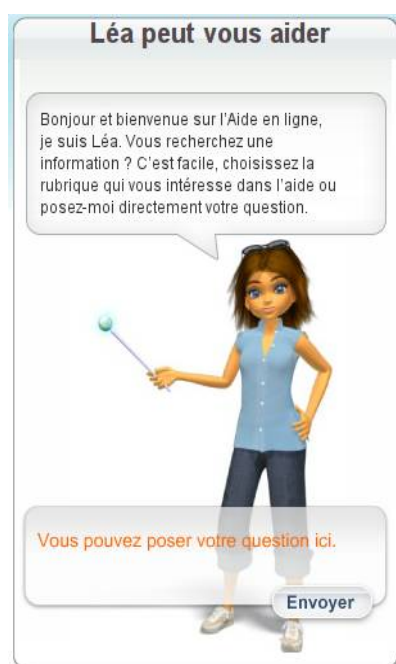 Léa peut vous aider
Bonjour et bienvenue sur l'Aide en ligne,
je suis Léa. Vous recherchez une
information ? C'est facile, choisissez la
rubrique qui vous intéresse dans l'aide ou
posez-moi directement votre question.
Vous pouvez poser votre question ici.
Envoyer